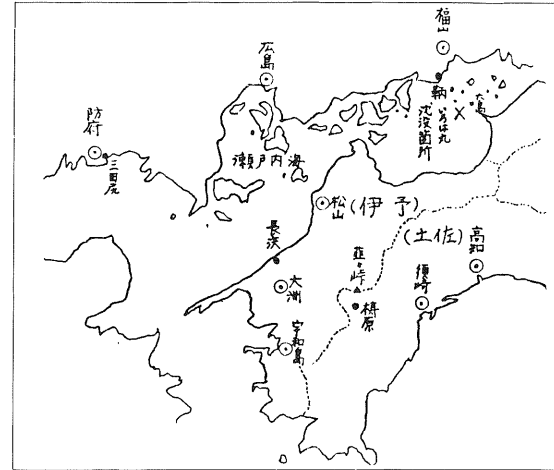 福山
広島
鞆
大島
いろは丸
沈没箇所
防府
三田尻
瀬戸内海
松山
(伊予)
(土佐)
長浜
韮ヶ峠
高知
大洲
梼原
須崎
宇和島